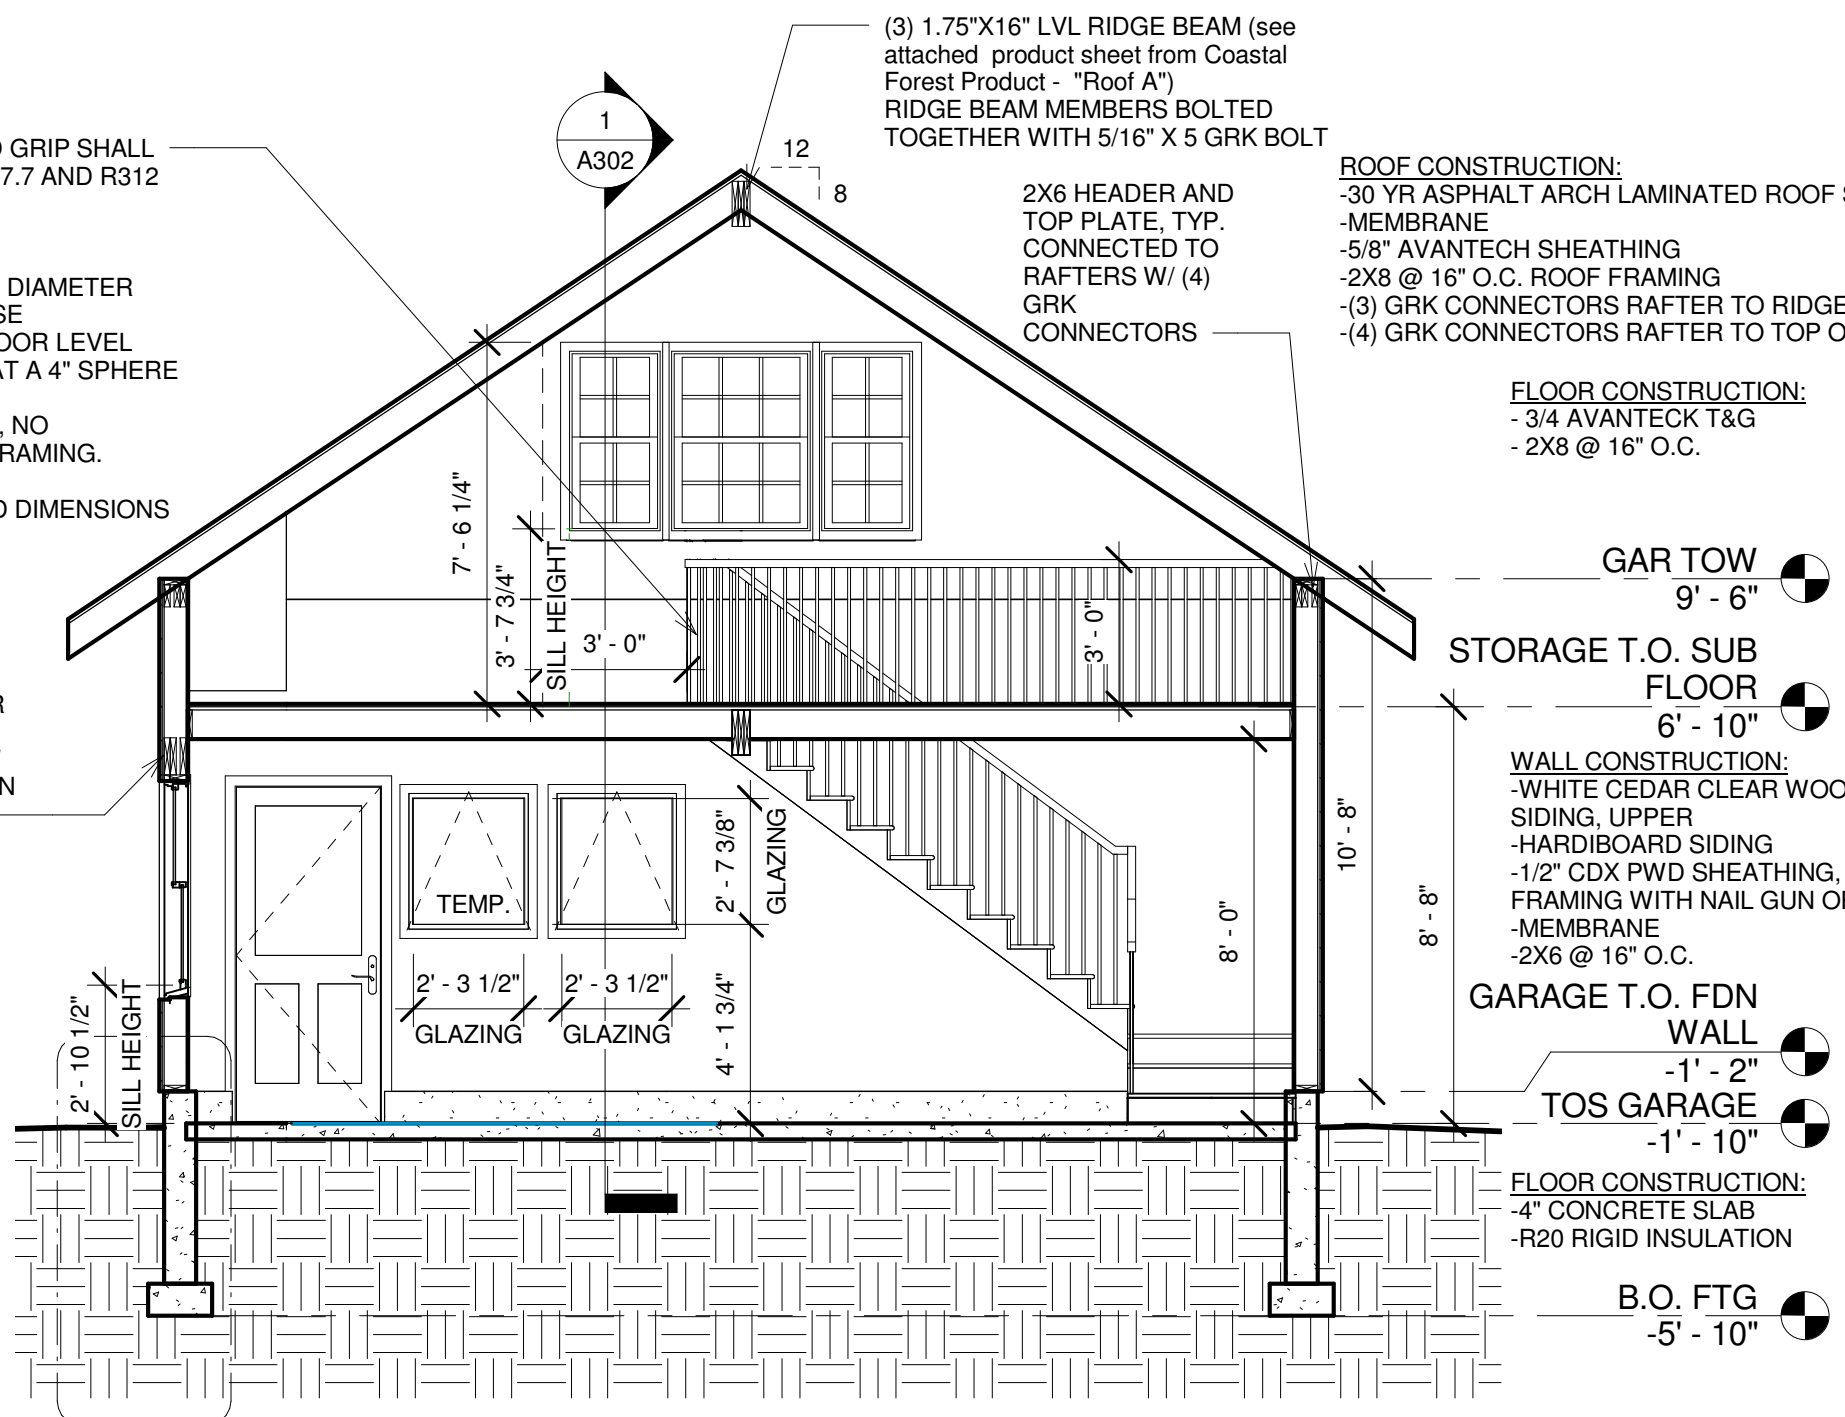 (3) 1.75"X16" LVL RIDGE BEAM (see
attached product sheet from Coastal
Forest Product - "Roof A")
RIDGE BEAM MEMBERS BOLTED
TOGETHER WITH 5/16" X 5 GRK BOLT
1
A302
GRIP SHALL
7.7 AND R312
DIAMETER
OOR LEVEL
AT A 4" SPHERE
, NO
RAMING.
DIMENSIONS
12
8
2X6 HEADER AND
TOP PLATE, TYP.
CONNECTED TO
RAFTERS W/ (4)
GRK
CONNECTORS
ROOF CONSTRUCTION:
-30 YR ASPHALT ARCH LAMINATED ROOF
-MEMBRANE
-5/8" AVANTECH SHEATHING
-2X8 @ 16" O.C. ROOF FRAMING
-(3) GRK CONNECTORS RAFTER TO RIDGE
-(4) GRK CONNECTORS RAFTER TO TOP
FLOOR CONSTRUCTION:
- 3/4 AVANTECK T&G
- 2X8 @ 16" O.C.
7' - 6 1/4"
3' - 7 3/4"
SILL HEIGHT
3' - 0"
3' - 0"
GAR TOW
9' - 6"
STORAGE T.O. SUB
FLOOR
6' - 10"
WALL CONSTRUCTION:
-WHITE CEDAR CLEAR WOO
SIDING, UPPER
-HARDIBOARD SIDING
-1/2" CDX PWD SHEATHING,
FRAMING WITH NAIL GUN
-MEMBRANE
-2X6 @ 16" O.C.
10' - 8"
8' - 8"
8' - 0"
TEMP.
2' - 7 3/8"
GLAZING
2' - 3 1/2"
GLAZING
2' - 3 1/2"
GLAZING
4' - 1 3/4"
2' - 10 1/2"
SILL HEIGHT
GARAGE T.O. FDN
WALL
-1' - 2"
TOS GARAGE
-1' - 10"
FLOOR CONSTRUCTION:
-4" CONCRETE SLAB
-R20 RIGID INSULATION
B.O. FTG
-5' - 10"